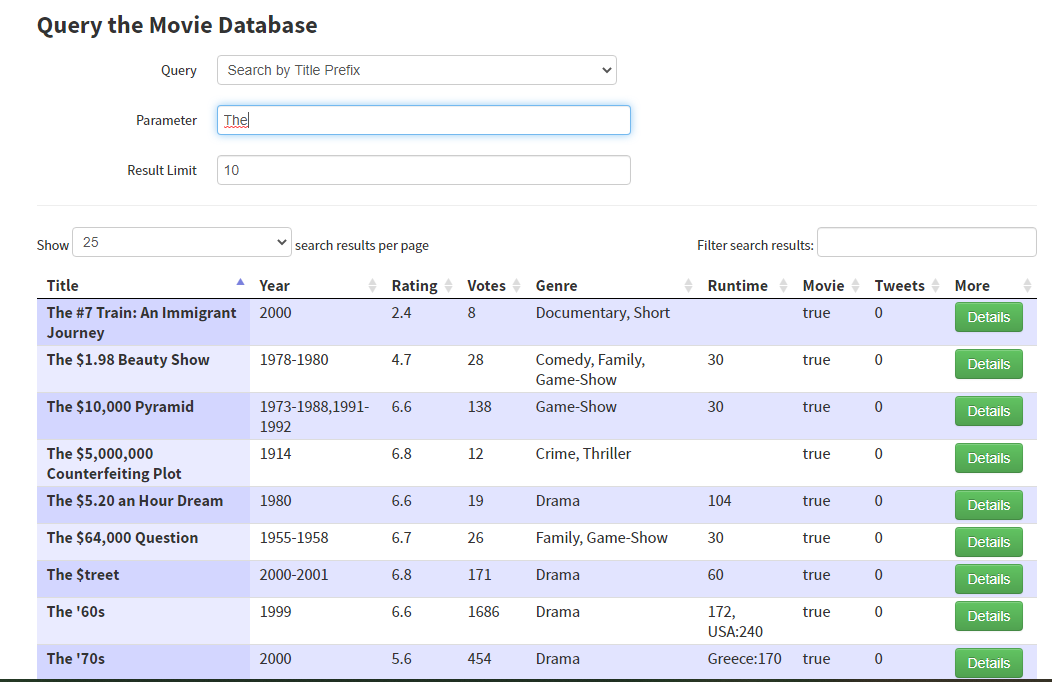 Query the Movie Database
Query Search by Title Prefix
Parameter The
Result Limit 10
Show 25 search results per page Filter search results:
Title Year Rating Votes Genre Runtime Movie Tweets More
The #7 Train: An Immigrant 2000 2.4 8 Documentary, Short true 0 Details
Journey
The $1.98 Beauty Show 1978-1980 4.7 28 Comedy, Family, 30 true 0 Details
Game-Show
The $10,000 Pyramid 1973-1988,1991- 6.6 138 Game-Show 30 true 0 Details
1992
The $5,000,000 1914 6.8 12 Crime, Thriller true 0 Details
Counterfeiting Plot
The $5.20 an Hour Dream 1980 6.6 19 Drama 104 true 0 Details
The $64,000 Question 1955-1958 6.7 26 Family, Game-Show 30 true 0 Details
The $treet 2000-2001 6.8 171 Drama 60 true 0 Details
The '60s 1999 6.6 1686 Drama 172, true 0 Details
USA:240
The '70s 2000 5.6 454 Drama Greece:170 true 0 Details